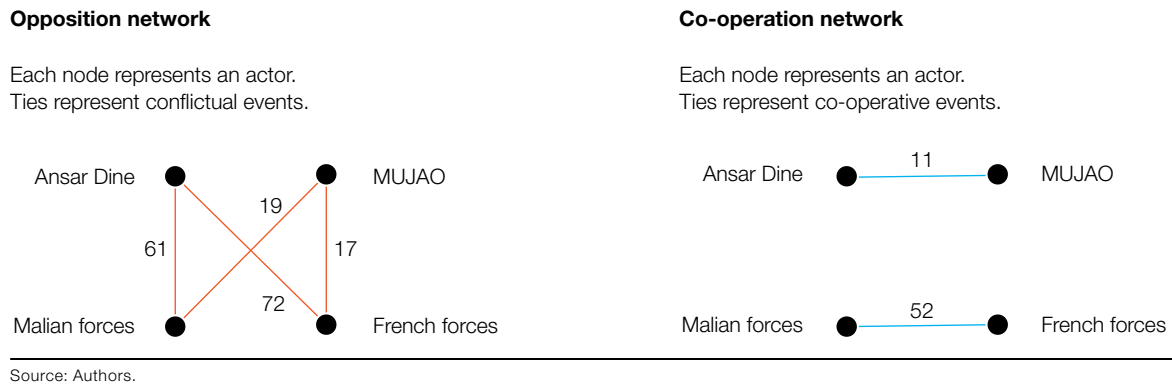 Opposition network
Each node represents an actor.
Ties represent conflictual events.
Ansar Dine
MUJAO
19
61
17
72
Malian forces
French forces
Co-operation network
Each node represents an actor.
Ties represent co-operative events.
Ansar Dine
11
MUJAO
Malian forces
52
French forces
Source: Authors.